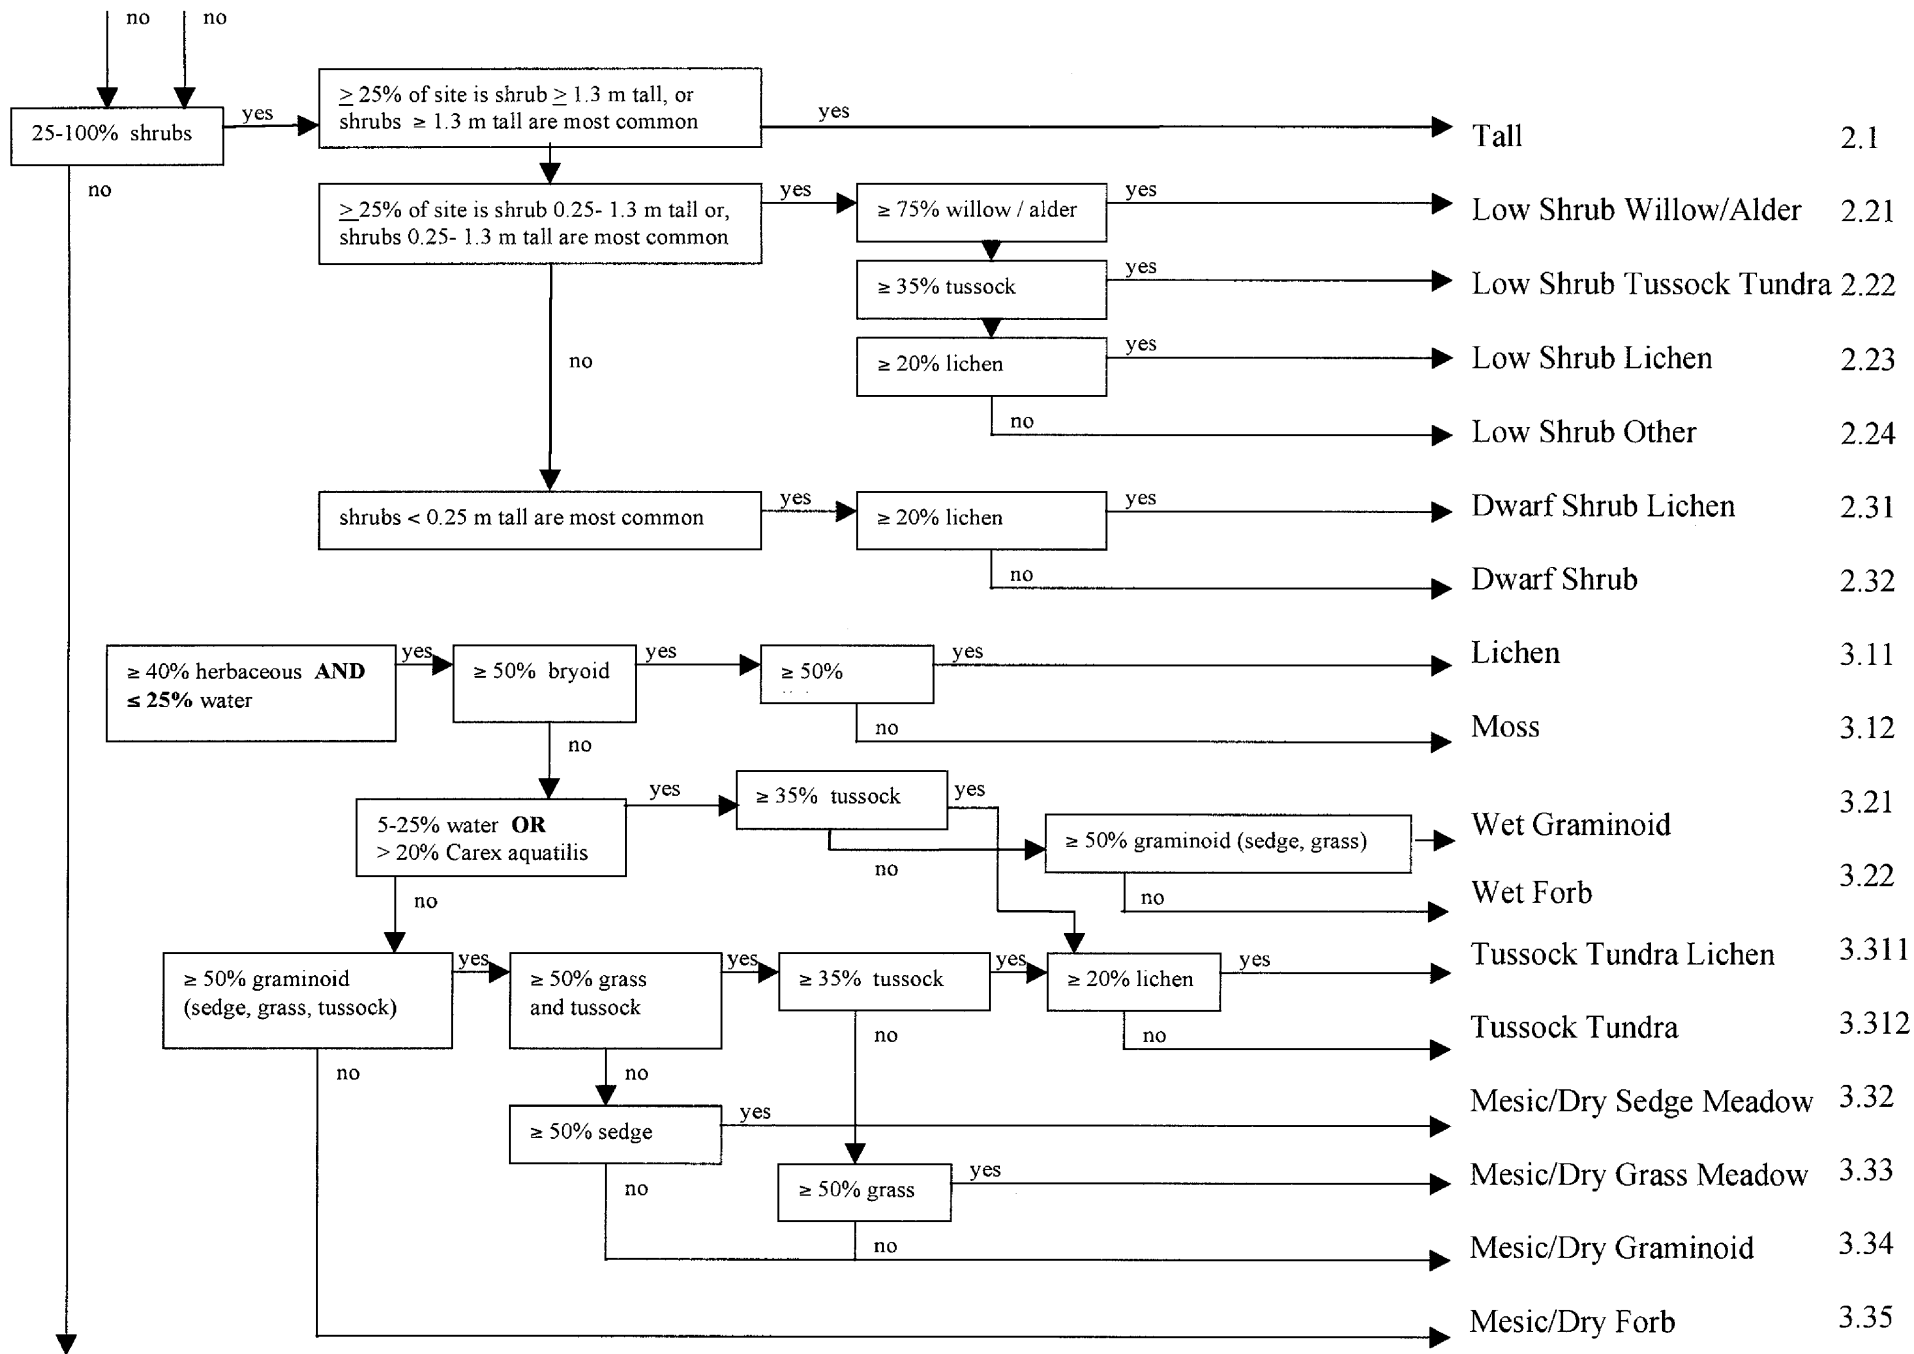 no no
≥ 25% of site is shrub ≥ 1.3 m tall, or
shrubs ≥ 1.3 m tall are most common
25-100% shrubs
yes
yes
Tall 2.1
no
≥ 25% of site is shrub 0.25- 1.3 m tall or,
shrubs 0.25- 1.3 m tall are most common
yes
≥ 75% willow / alder
yes
Low Shrub Willow/Alder 2.21
≥ 35% tussock
yes
Low Shrub Tussock Tundra 2.22
no
≥ 20% lichen
yes
Low Shrub Lichen 2.23
no
Low Shrub Other 2.24
shrubs < 0.25 m tall are most common
yes
≥ 20% lichen
yes
Dwarf Shrub Lichen 2.31
no
Dwarf Shrub 2.32
≥ 40% herbaceous AND
≤ 25% water
yes
≥ 50% bryoid
yes
≥ 50%
yes
Lichen 3.11
no
no
Moss 3.12
5-25% water OR
> 20% Carex aquatilis
yes
≥ 35% tussock
yes
no
≥ 50% graminoid (sedge, grass)
Wet Graminoid 3.21
no
no
Wet Forb 3.22
≥ 50% graminoid
(sedge, grass, tussock)
yes
≥ 50% grass
and tussock
yes
≥ 35% tussock
yes
≥ 20% lichen
yes
Tussock Tundra Lichen 3.311
no
no
no
no
Tussock Tundra 3.312
≥ 50% sedge
yes
Mesic/Dry Sedge Meadow 3.32
no
≥ 50% grass
yes
Mesic/Dry Grass Meadow 3.33
no
Mesic/Dry Graminoid 3.34
Mesic/Dry Forb 3.35